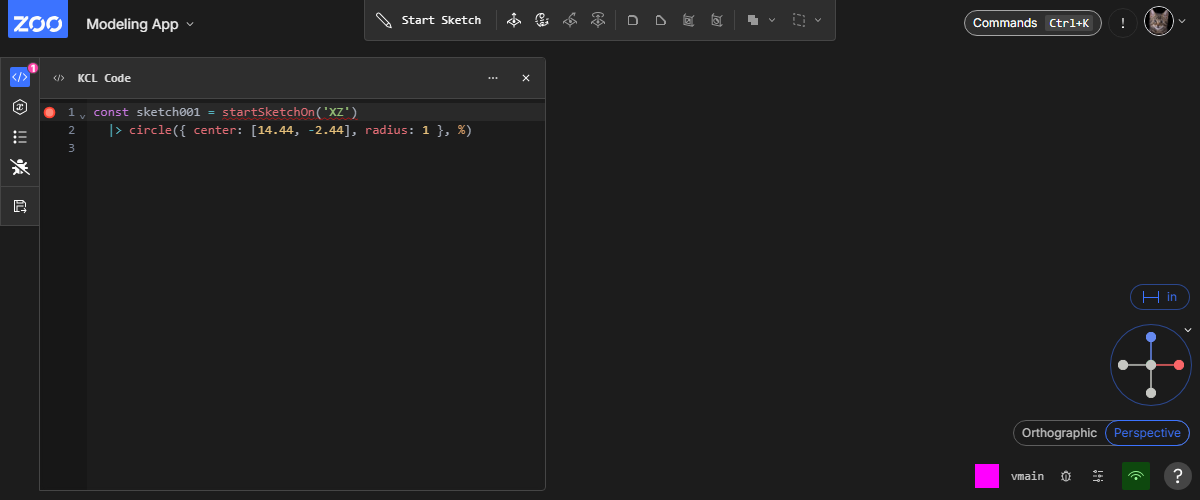 ZOO
Modeling App
Start Sketch
Commands Ctrl+K
!
1
KCL Code
1 const sketch001 = startSketchOn('XZ')
2 |> circle({ center: [14.44, -2.44], radius: 1 }, %)
3
in
Orthographic Perspective
vmain
?